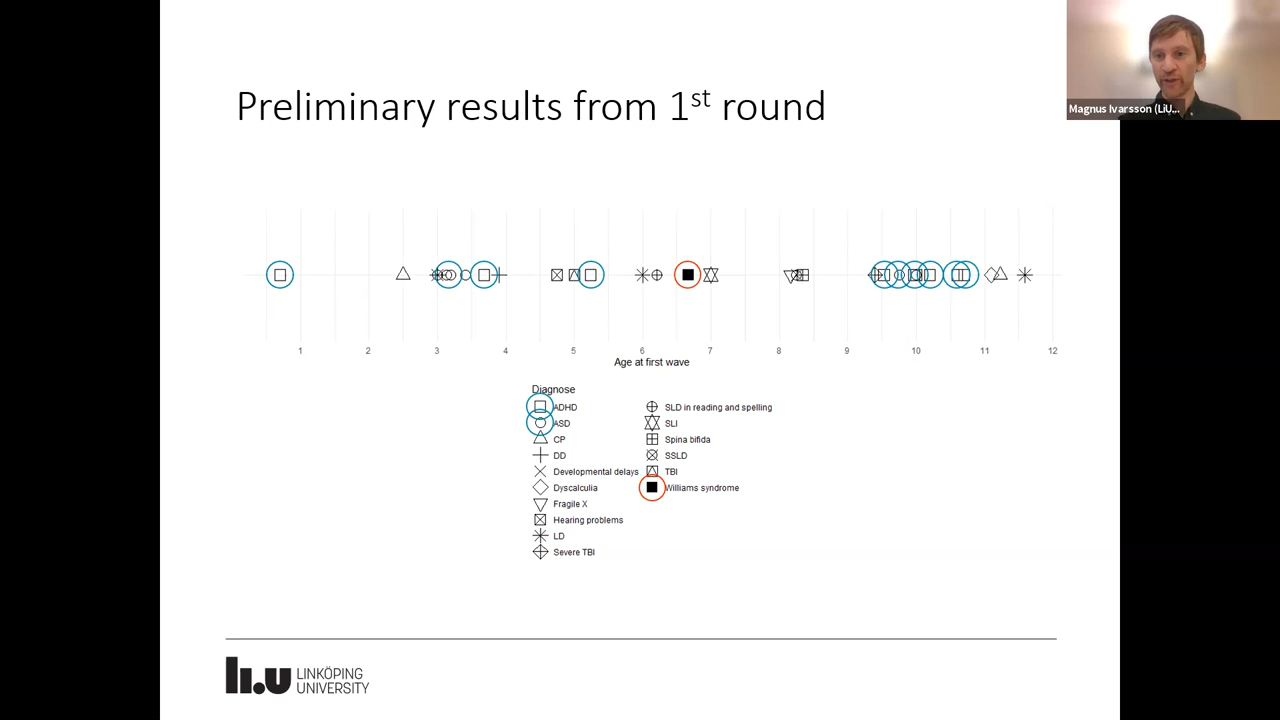 Magnus Ivarsson (LiU...
Preliminary results from 1st round
1 2 3 4 5 6 7 8 9 10 11 12
Age at first wave
Diagnose
ADHD
ASD
CP
DD
Developmental delays
Dyscalculia
Fragile X
Hearing problems
LD
Severe TBI
SLD in reading and spelling
SLI
Spina bifida
SSLD
TBI
Williams syndrome
li.u LINKÖPING
UNIVERSITY